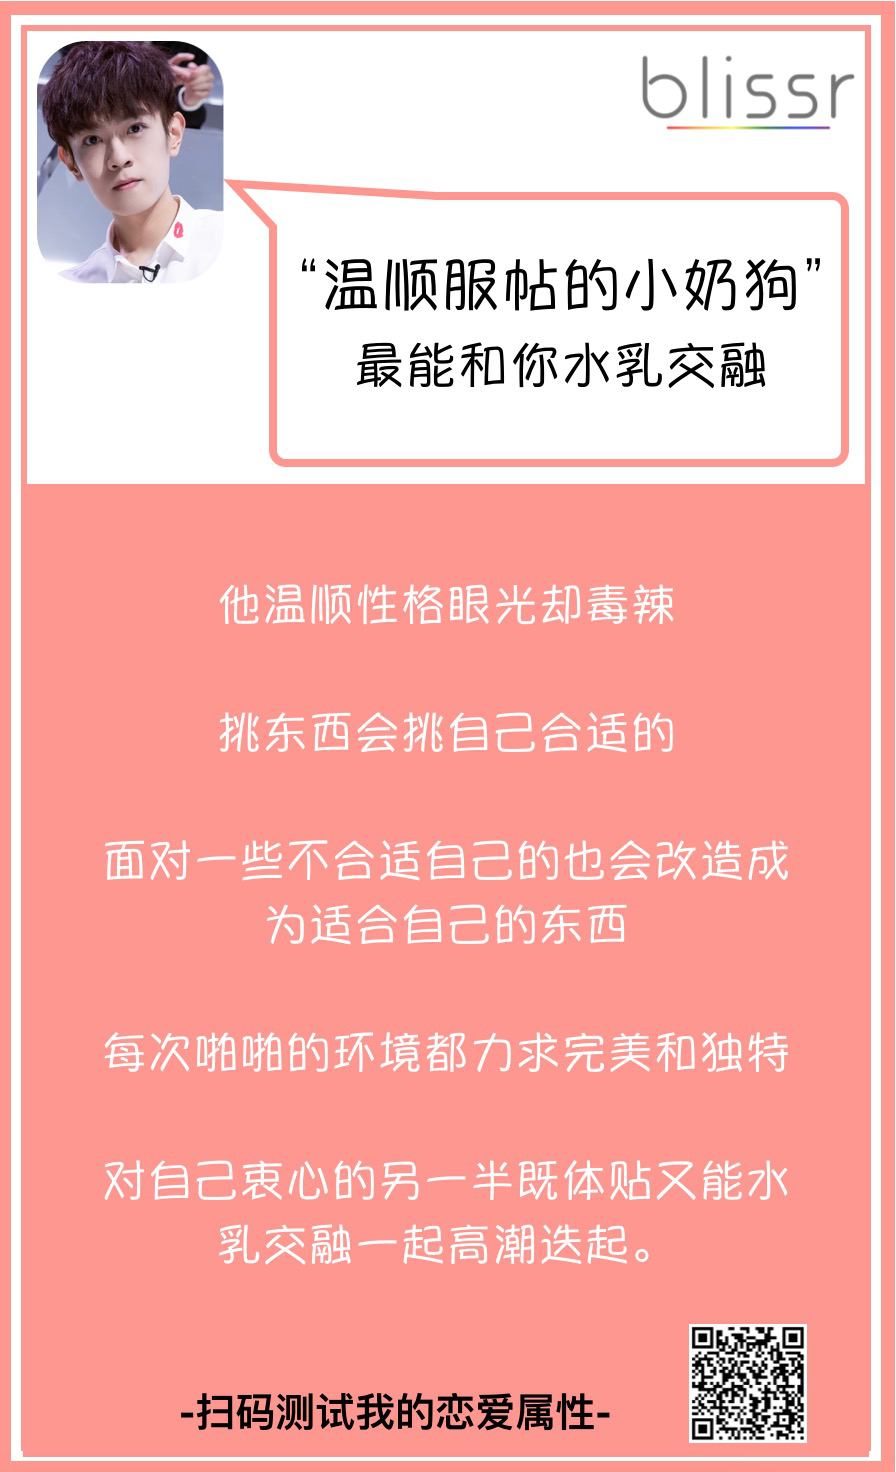 blissr
“温顺服帖的小奶狗”
最能和你水乳交融
他温顺性格眼光却毒辣
挑东西会挑自己合适的
面对一些不合适自己的也会改造成
为适合自己的东西
每次啪啪的环境都力求完美和独特
对自己衷心的另一半既体贴又能水
乳交融一起高潮迭起。
-扫码测试我的恋爱属性-